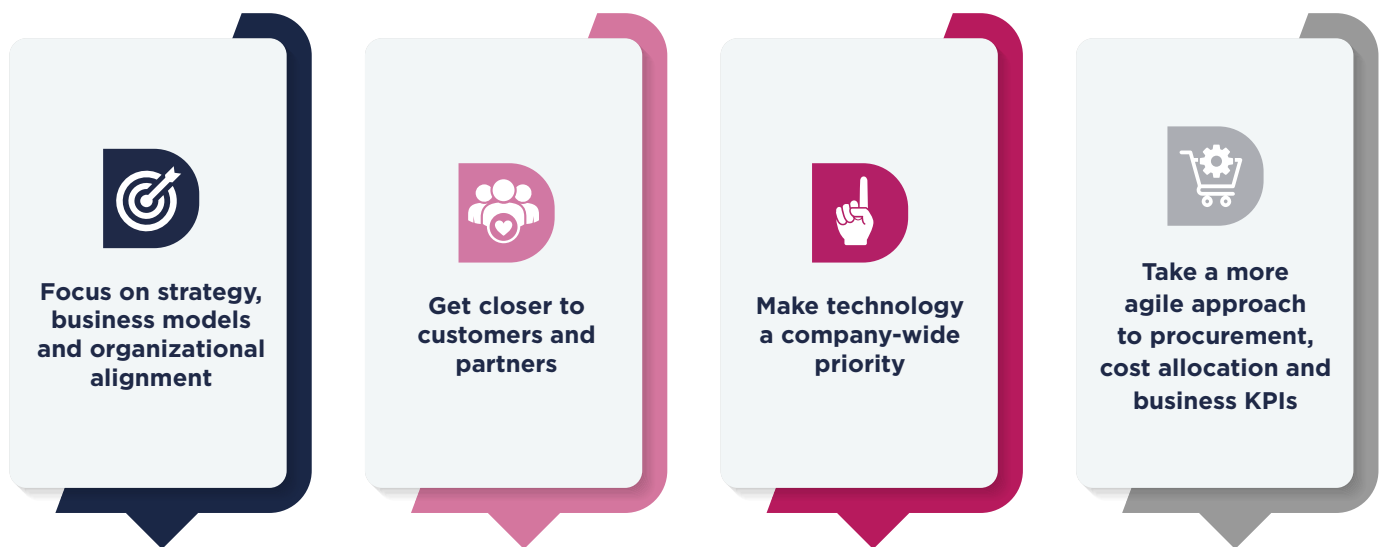 Focus on strategy,
business models
and organizational
alignment
Get closer to
customers and
partners
Make technology
a company-wide
priority
Take a more
agile approach
to procurement,
cost allocation and
business KPIs